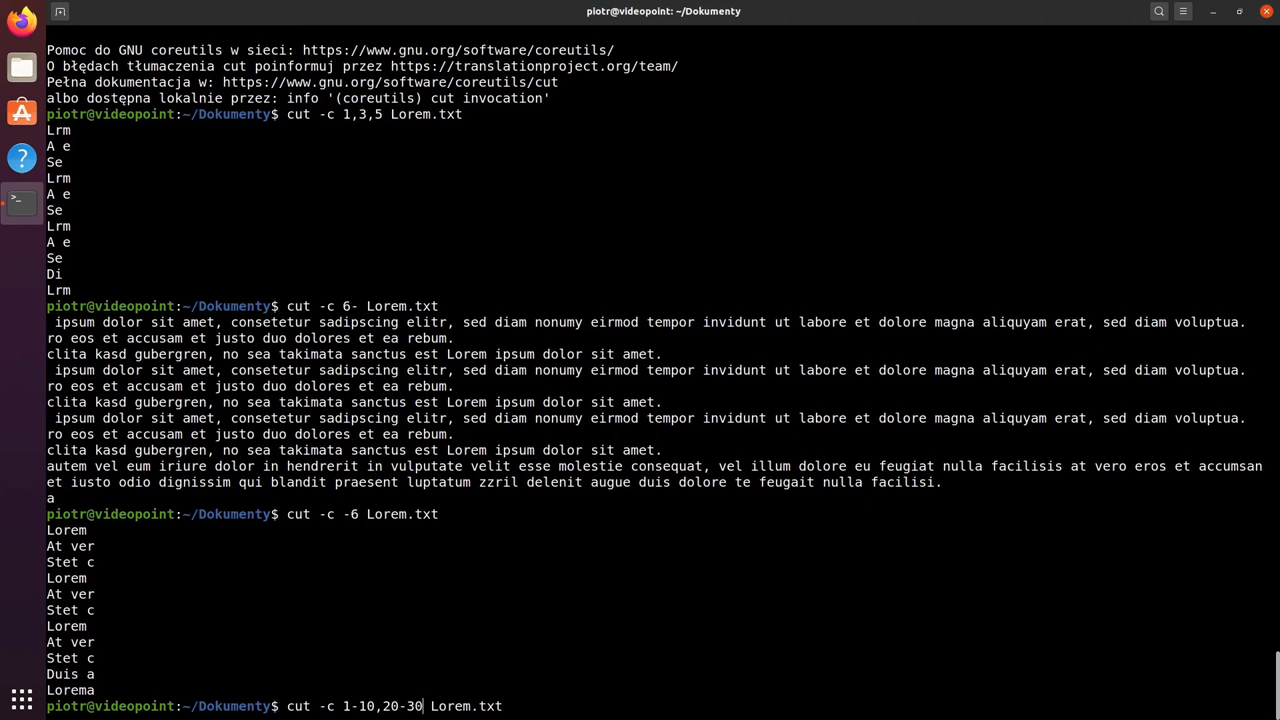 piotr@videopoint: ~/Dokumenty
Pomoc do GNU coreutils w sieci: https://www.gnu.org/software/coreutils/
O błędach tłumaczenia cut poinformuj przez https://translationproject.org/team/
Pełna dokumentacja w: https://www.gnu.org/software/coreutils/cut
albo dostępna lokalnie przez: info '(coreutils) cut invocation'
piotr@videopoint:~/Dokumenty$ cut -c 1,3,5 Lorem.txt
Lrm
A e
Se
Lrm
A e
Se
Lrm
A e
Se
Di
Lrm
piotr@videopoint:~/Dokumenty$ cut -c 6- Lorem.txt
ipsum dolor sit amet, consetetur sadipscing elitr, sed diam nonumy eirmod tempor invidunt ut labore et dolore magna aliquyam erat, sed diam voluptua.
ro eos et accusam et justo duo dolores et ea rebum.
clita kasd gubergren, no sea takimata sanctus est Lorem ipsum dolor sit amet.
ipsum dolor sit amet, consetetur sadipscing elitr, sed diam nonumy eirmod tempor invidunt ut labore et dolore magna aliquyam erat, sed diam voluptua.
ro eos et accusam et justo duo dolores et ea rebum.
clita kasd gubergren, no sea takimata sanctus est Lorem ipsum dolor sit amet.
ipsum dolor sit amet, consetetur sadipscing elitr, sed diam nonumy eirmod tempor invidunt ut labore et dolore magna aliquyam erat, sed diam voluptua.
ro eos et accusam et justo duo dolores et ea rebum.
clita kasd gubergren, no sea takimata sanctus est Lorem ipsum dolor sit amet.
autem vel eum iriure dolor in hendrerit in vulputate velit esse molestie consequat, vel illum dolore eu feugiat nulla facilisis at vero eros et accumsan
et iusto odio dignissim qui blandit praesent luptatum zzril delenit augue duis dolore te feugait nulla facilisi.
a
piotr@videopoint:~/Dokumenty$ cut -c -6 Lorem.txt
Lorem
At ver
Stet c
Lorem
At ver
Stet c
Lorem
At ver
Stet c
Duis a
Lorema
piotr@videopoint:~/Dokumenty$ cut -c 1-10,20-30 Lorem.txt